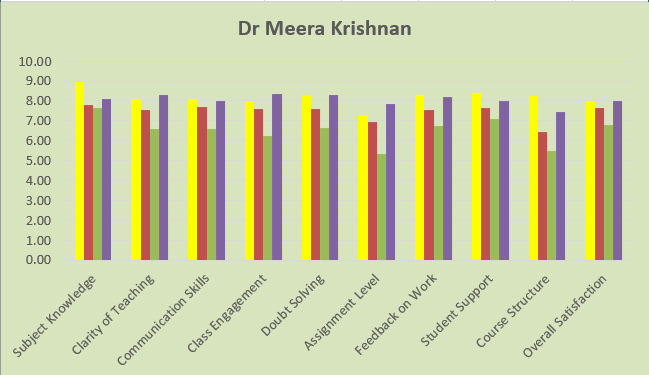 Dr Meera Krishnan
10.00
9.00
8.00
7.00
6.00
5.00
4.00
3.00
2.00
1.00
0.00
Subject Knowledge
Clarity of Teaching
Communication Skills
Class Engagement
Doubt Solving
Assignment Level
Feedback on Work
Student Support
Course Structure
Overall Satisfaction